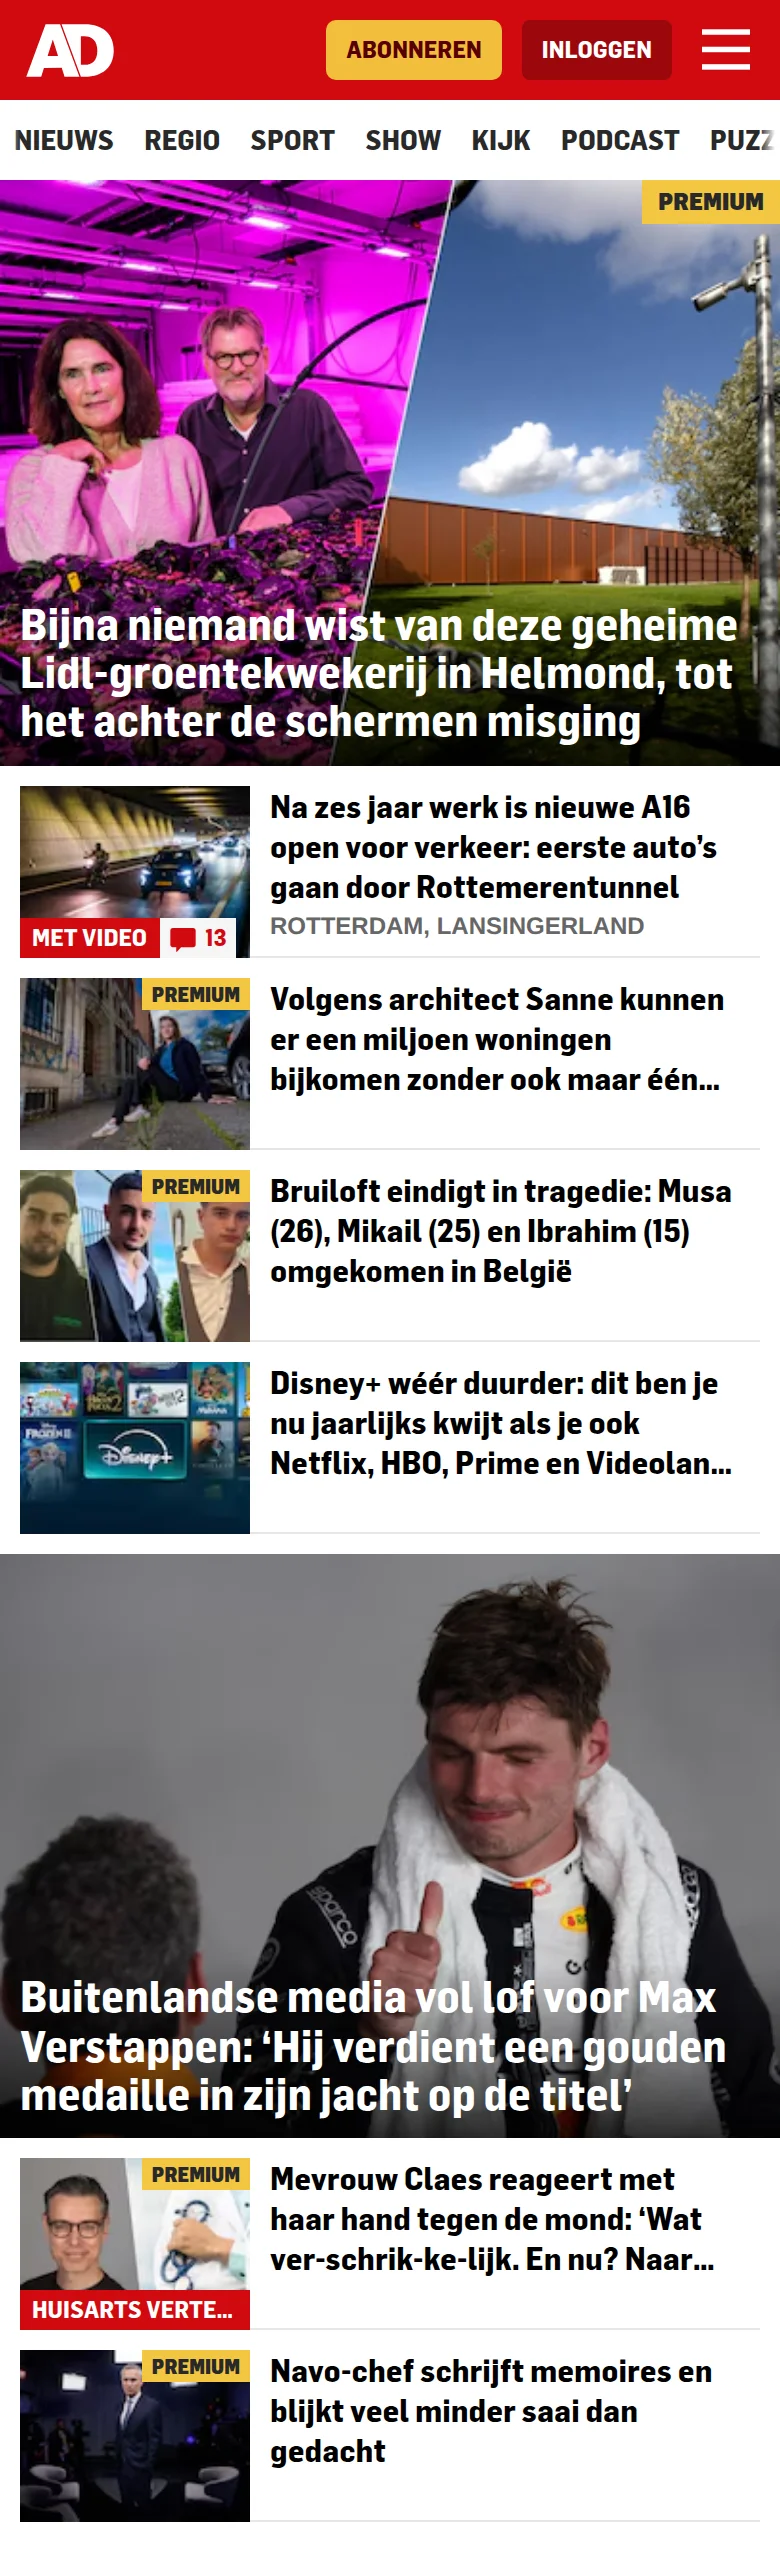 AD
ABONNEREN
INLOGGEN
NIEUWS REGIO SPORT SHOW KIJK PODCAST PUZZ
PREMIUM
Bijna niemand wist van deze geheime
Lidl-groentekwekerij in Helmond, tot
het achter de schermen misging
Na zes jaar werk is nieuwe A16
open voor verkeer: eerste auto’s
gaan door Rottemerentunnel
ROTTERDAM, LANSINGERLAND
MET VIDEO 13
PREMIUM
Volgens architect Sanne kunnen
er een miljoen woningen
bijkomen zonder ook maar één...
PREMIUM
Bruiloft eindigt in tragedie: Musa
(26), Mikail (25) en Ibrahim (15)
omgekomen in België
Disney+ wéér duurder: dit ben je
nu jaarlijks kwijt als je ook
Netflix, HBO, Prime en Videolan...
FROZEN II
Disney+
sparco
Buitenlandse media vol lof voor Max
Verstappen: ‘Hij verdient een gouden
medaille in zijn jacht op de titel’
PREMIUM
HUISARTS VERTE...
Mevrouw Claes reageert met
haar hand tegen de mond: ‘Wat
ver-schrik-ke-lijk. En nu? Naar...
PREMIUM
Navo-chef schrijft memoires en
blijkt veel minder saai dan
gedacht